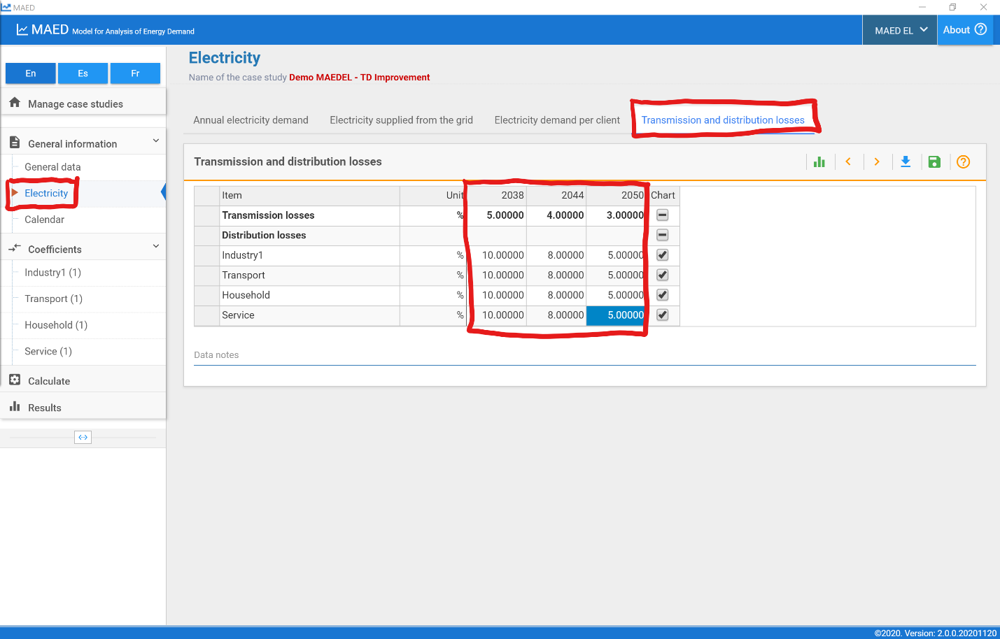 MAED
MAED Model for Analysis of Energy Demand
MAED EL
About
En Es Fr
Manage case studies
General information
General data
Electricity
Calendar
Coefficients
Industry1 (1)
Transport (1)
Household (1)
Service (1)
Calculate
Results
Electricity
Name of the case study Demo MAEDEL - TD Improvement
Annual electricity demand Electricity supplied from the grid Electricity demand per client Transmission and distribution losses
Transmission and distribution losses
Item Unit 2038 2044 2050 Chart
Transmission losses % 5.00000 4.00000 3.00000
Distribution losses
Industry1 % 10.00000 8.00000 5.00000
Transport % 10.00000 8.00000 5.00000
Household % 10.00000 8.00000 5.00000
Service % 10.00000 8.00000 5.00000
Data notes
©2020. Version: 2.0.0.20201120